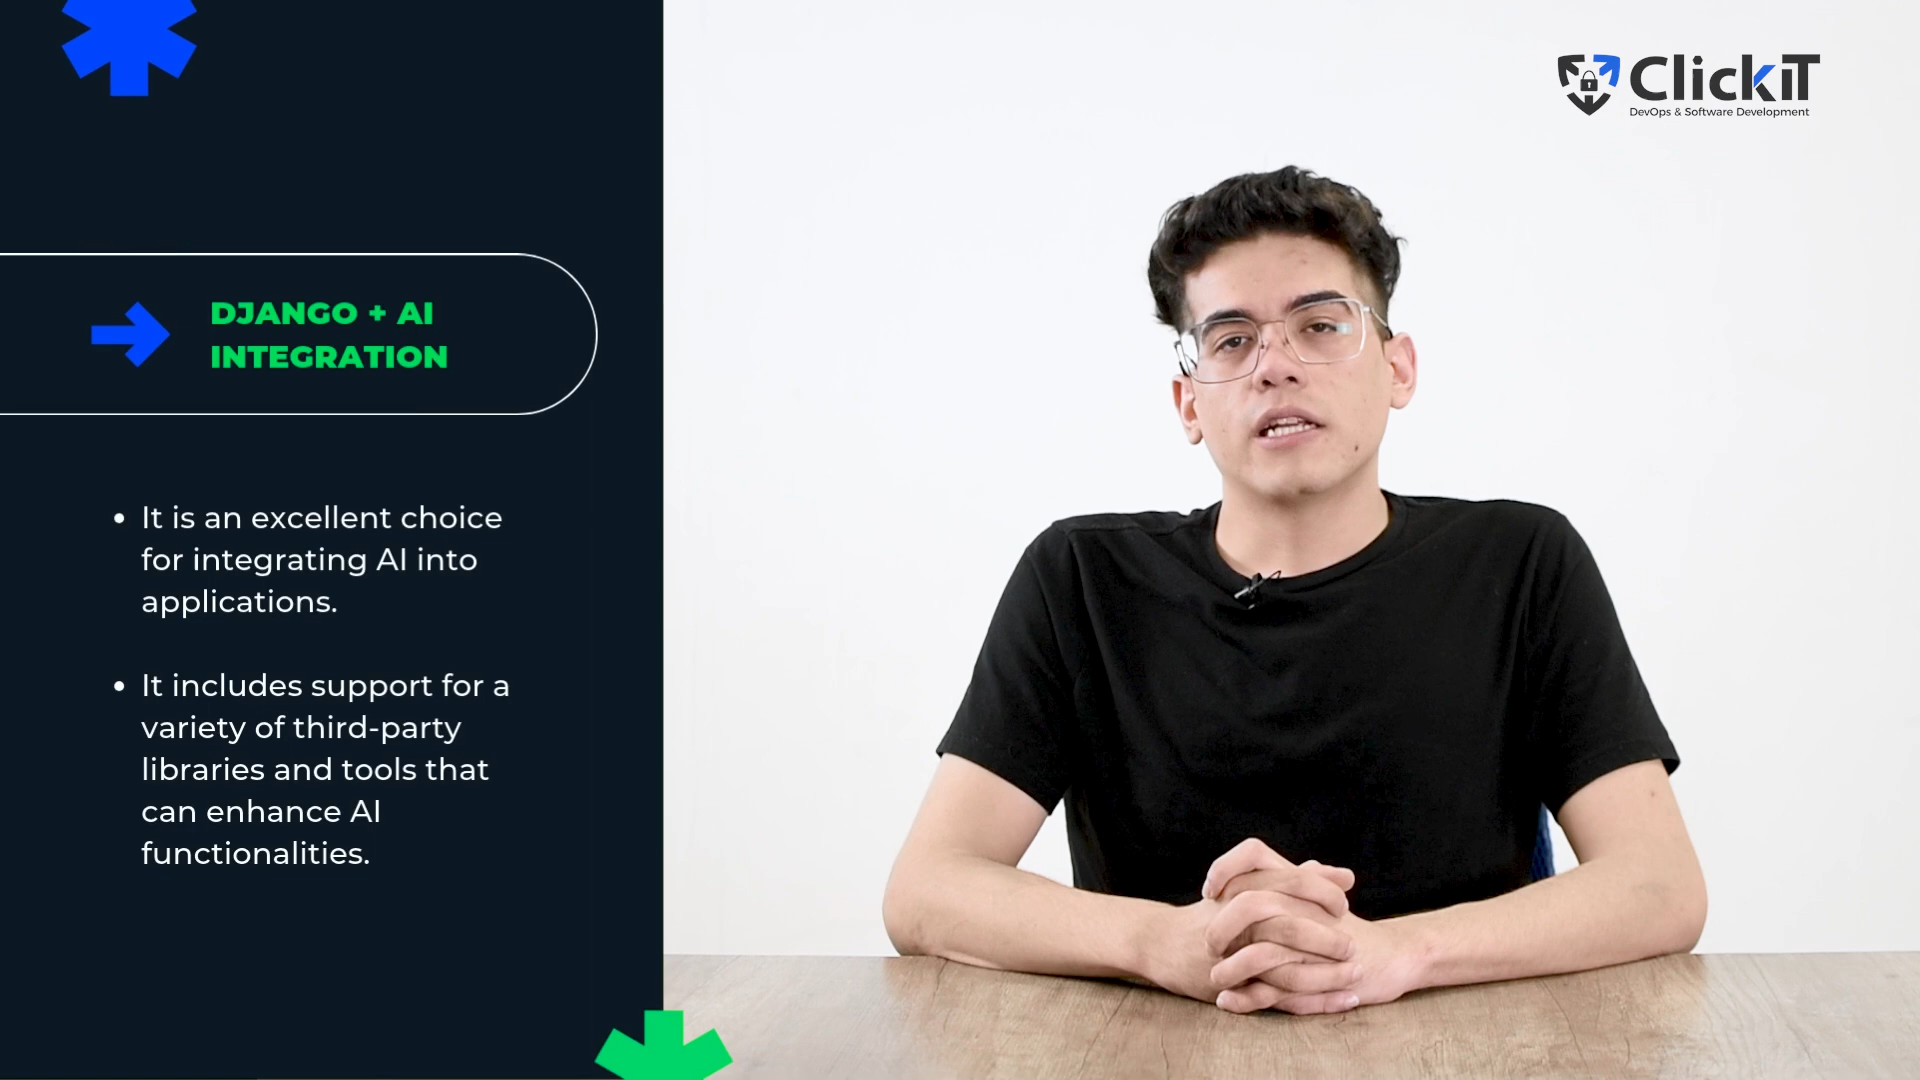 ClickIT
DevOps & Software Development
DJANGO + AI
INTEGRATION
• It is an excellent choice
for integrating AI into
applications.
• It includes support for a
variety of third-party
libraries and tools that
can enhance AI
functionalities.